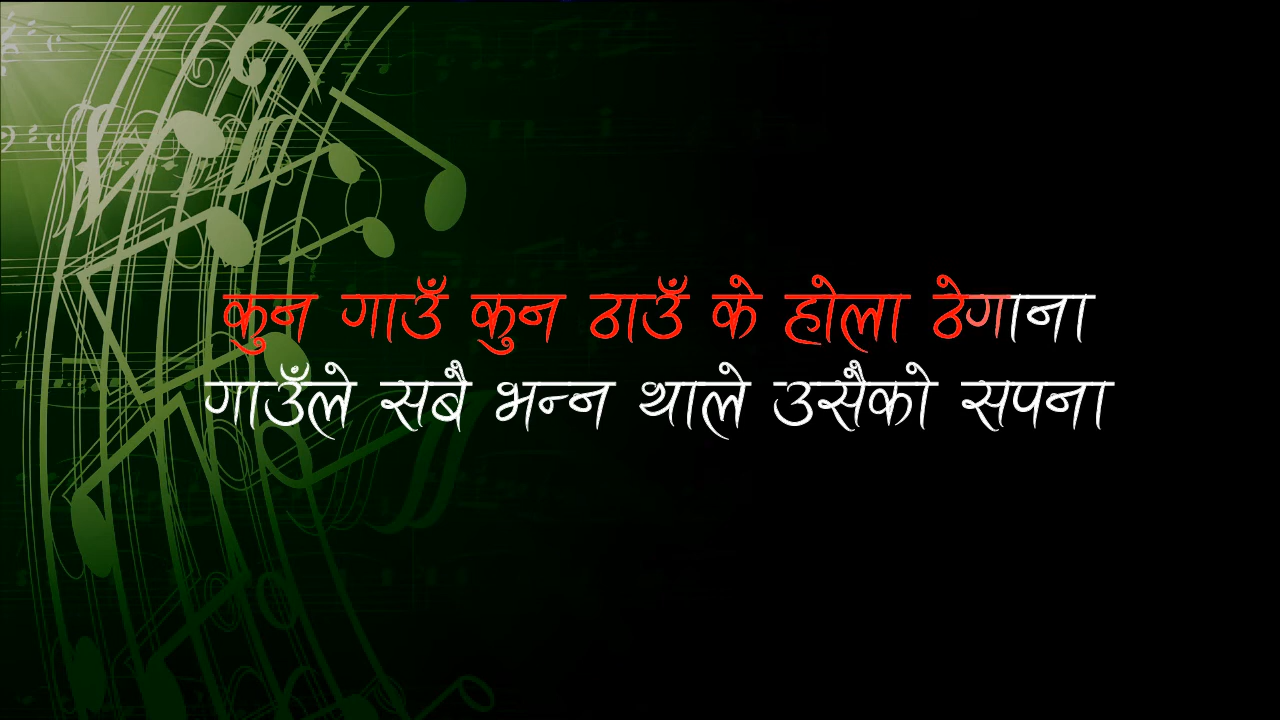 कुन गाउँ कुन ठाउँ के होला ठेगाना
गाउँले सबै भन्न थाले उसैको सपना